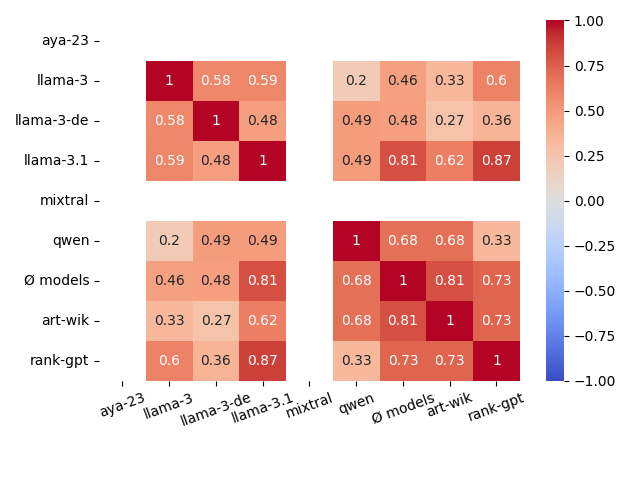 aya-23
llama-3 1 0.58 0.59 0.2 0.46 0.33 0.6
llama-3-de 0.58 1 0.48 0.49 0.48 0.27 0.36
llama-3.1 0.59 0.48 1 0.49 0.81 0.62 0.87
mixtral
qwen 0.2 0.49 0.49 1 0.68 0.68 0.33
Ø models 0.46 0.48 0.81 0.68 1 0.81 0.73
art-wik 0.33 0.27 0.62 0.68 0.81 1 0.73
rank-gpt 0.6 0.36 0.87 0.33 0.73 0.73 1
aya-23 llama-3 llama-3-de llama-3.1 mixtral qwen Ø models art-wik rank-gpt
1.00
0.75
0.50
0.25
0.00
−0.25
−0.50
−0.75
−1.00